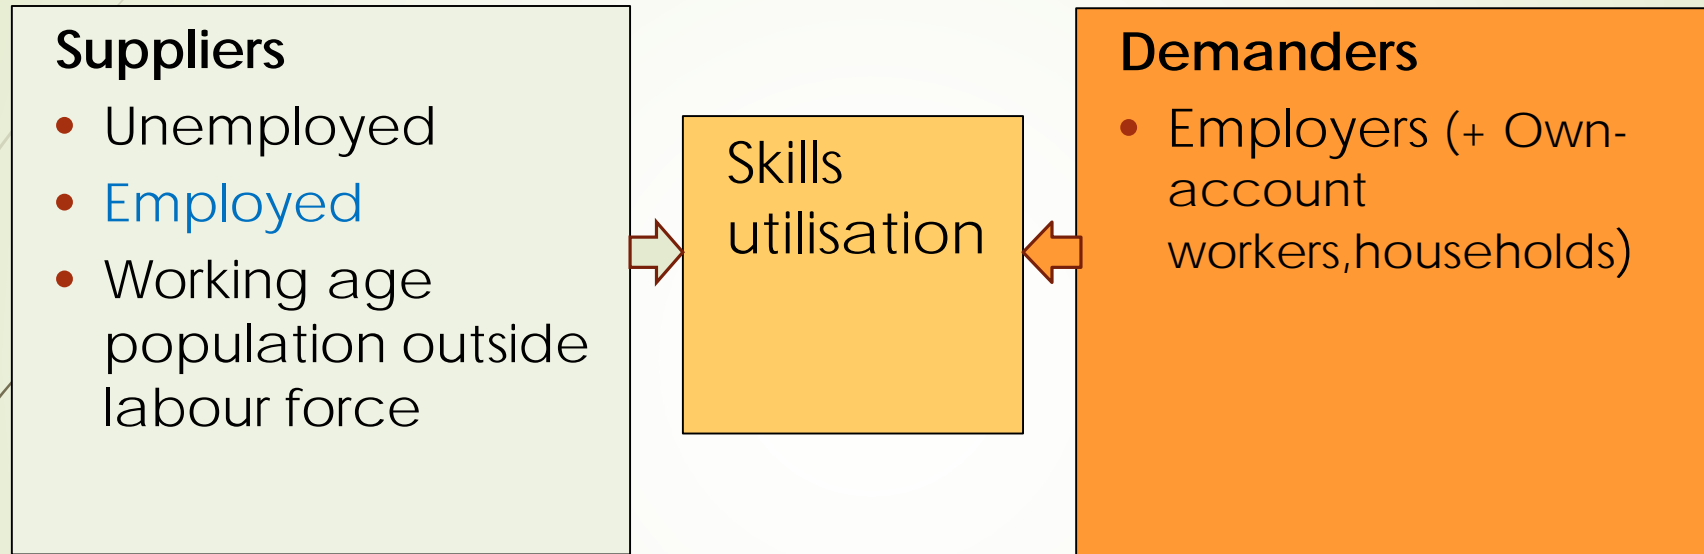 Suppliers
• Unemployed
• Employed
• Working age
population outside
labour force
Skills
utilisation
Demanders
• Employers (+ Own-
account
workers,households)